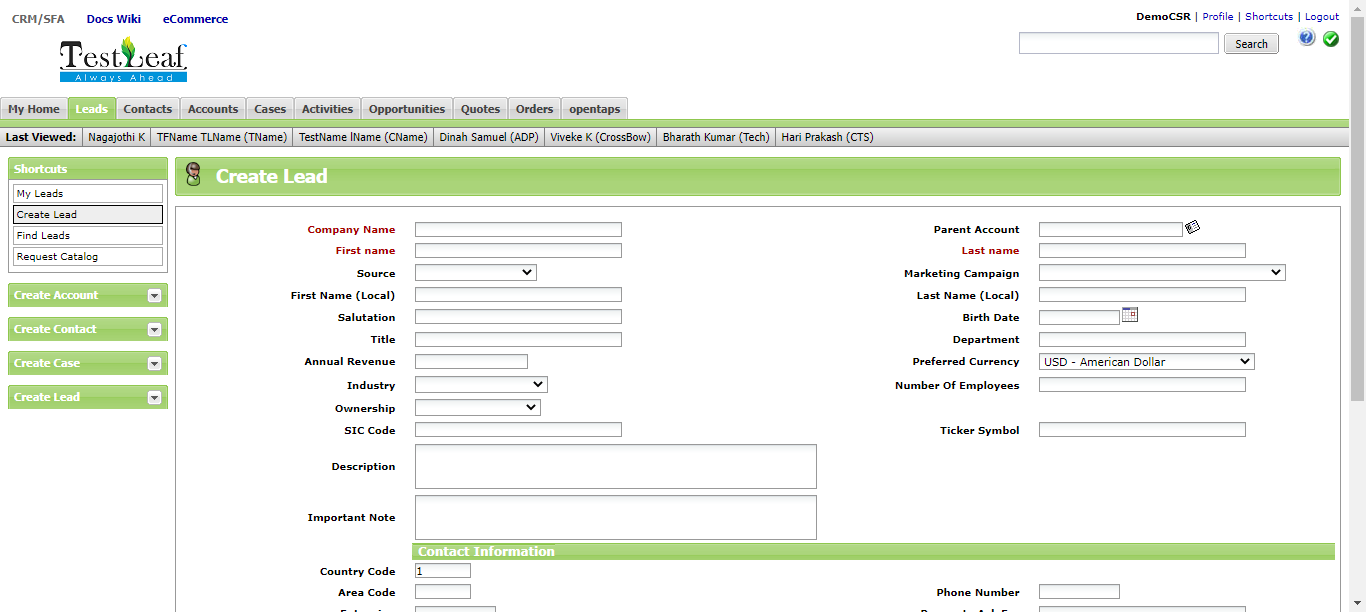 CRM/SFA Docs Wiki eCommerce
DemoCSR | Profile | Shortcuts | Logout
TestLeaf
Always Ahead
Search
My Home Leads Contacts Accounts Cases Activities Opportunities Quotes Orders opentaps
Last Viewed: Nagajothi K TFName TLName (TName) TestName lName (CName) Dinah Samuel (ADP) Viveke K (CrossBow) Bharath Kumar (Tech) Hari Prakash (CTS)
Shortcuts
My Leads
Create Lead
Find Leads
Request Catalog
Create Account
Create Contact
Create Case
Create Lead
Create Lead
Company Name Parent Account
First name Last name
Source Marketing Campaign
First Name (Local) Last Name (Local)
Salutation Birth Date
Title Department
Annual Revenue Preferred Currency USD - American Dollar
Industry Number Of Employees
Ownership
SIC Code Ticker Symbol
Description
Important Note
Contact Information
Country Code 1
Area Code Phone Number